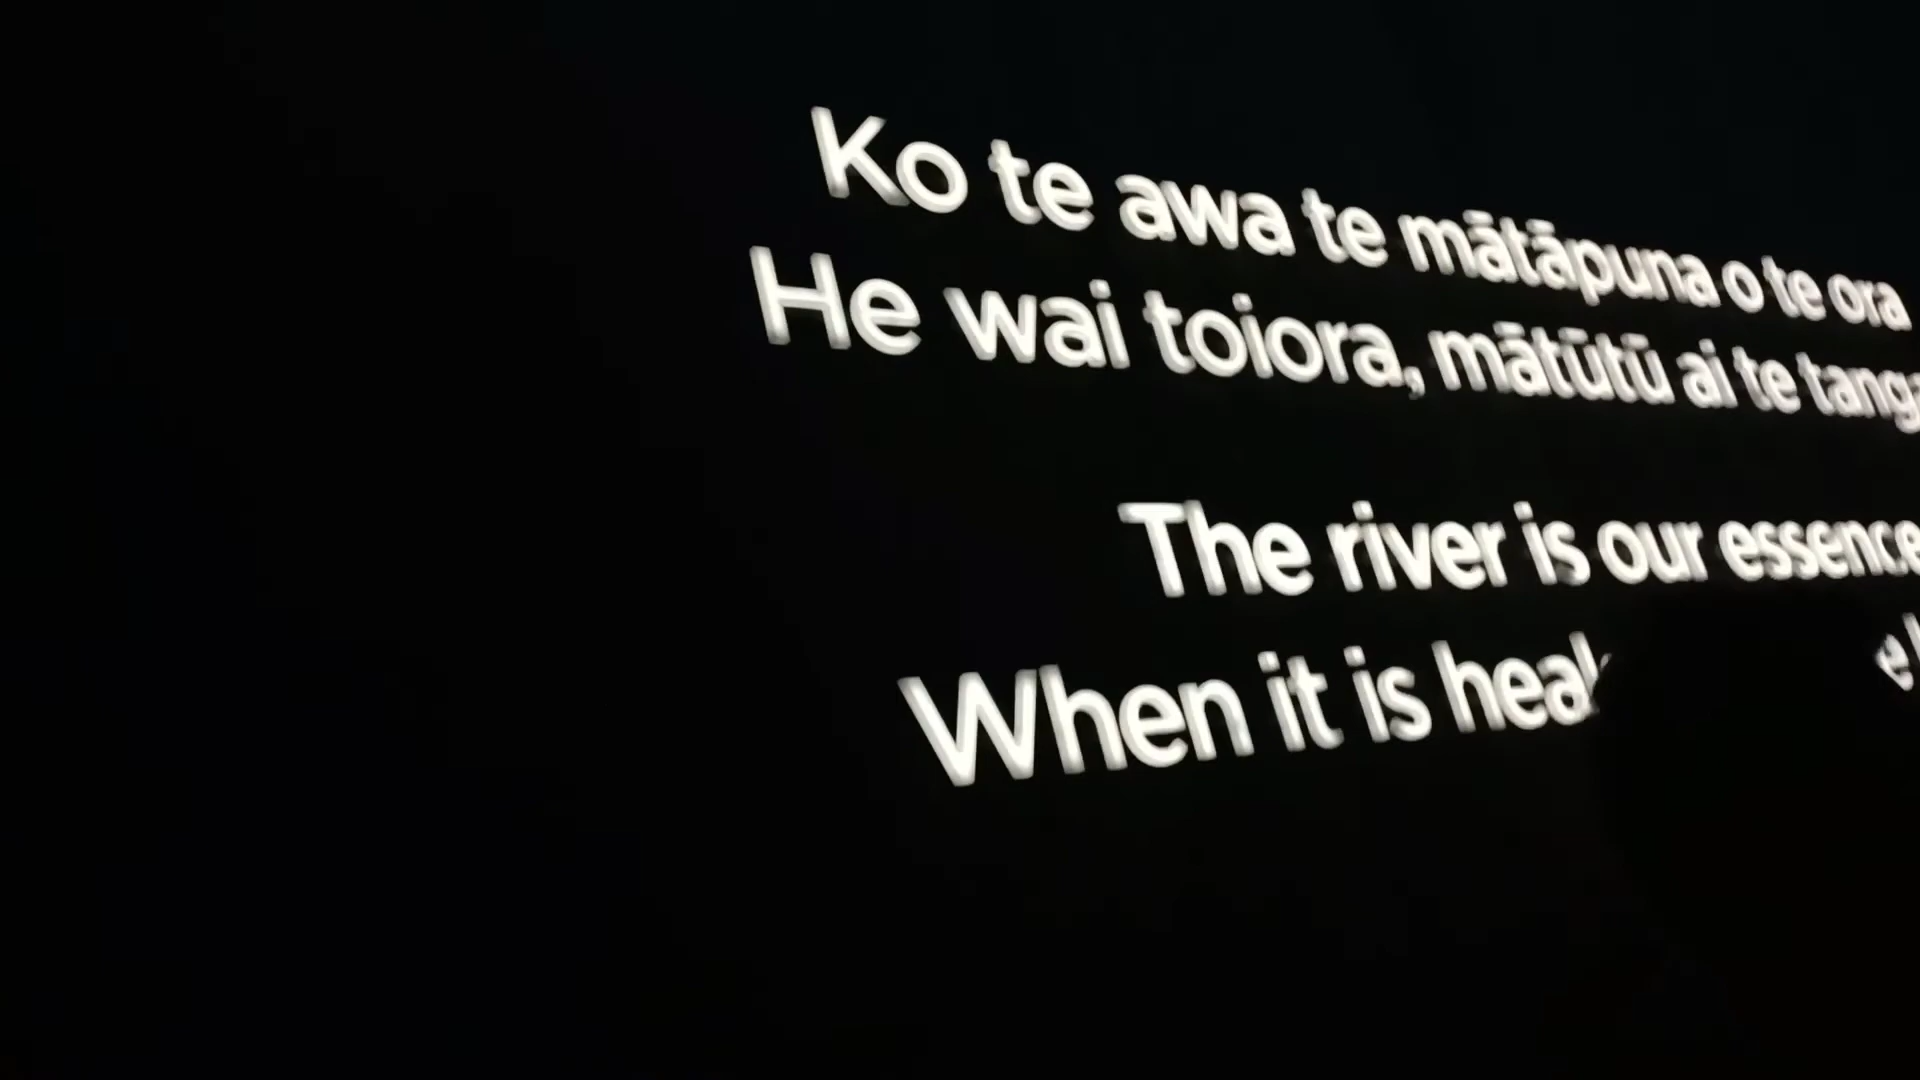 Ko te awa te mātāpuna o te ora
He wai toiora, mātūtū ai te
The river is our essence
When it is